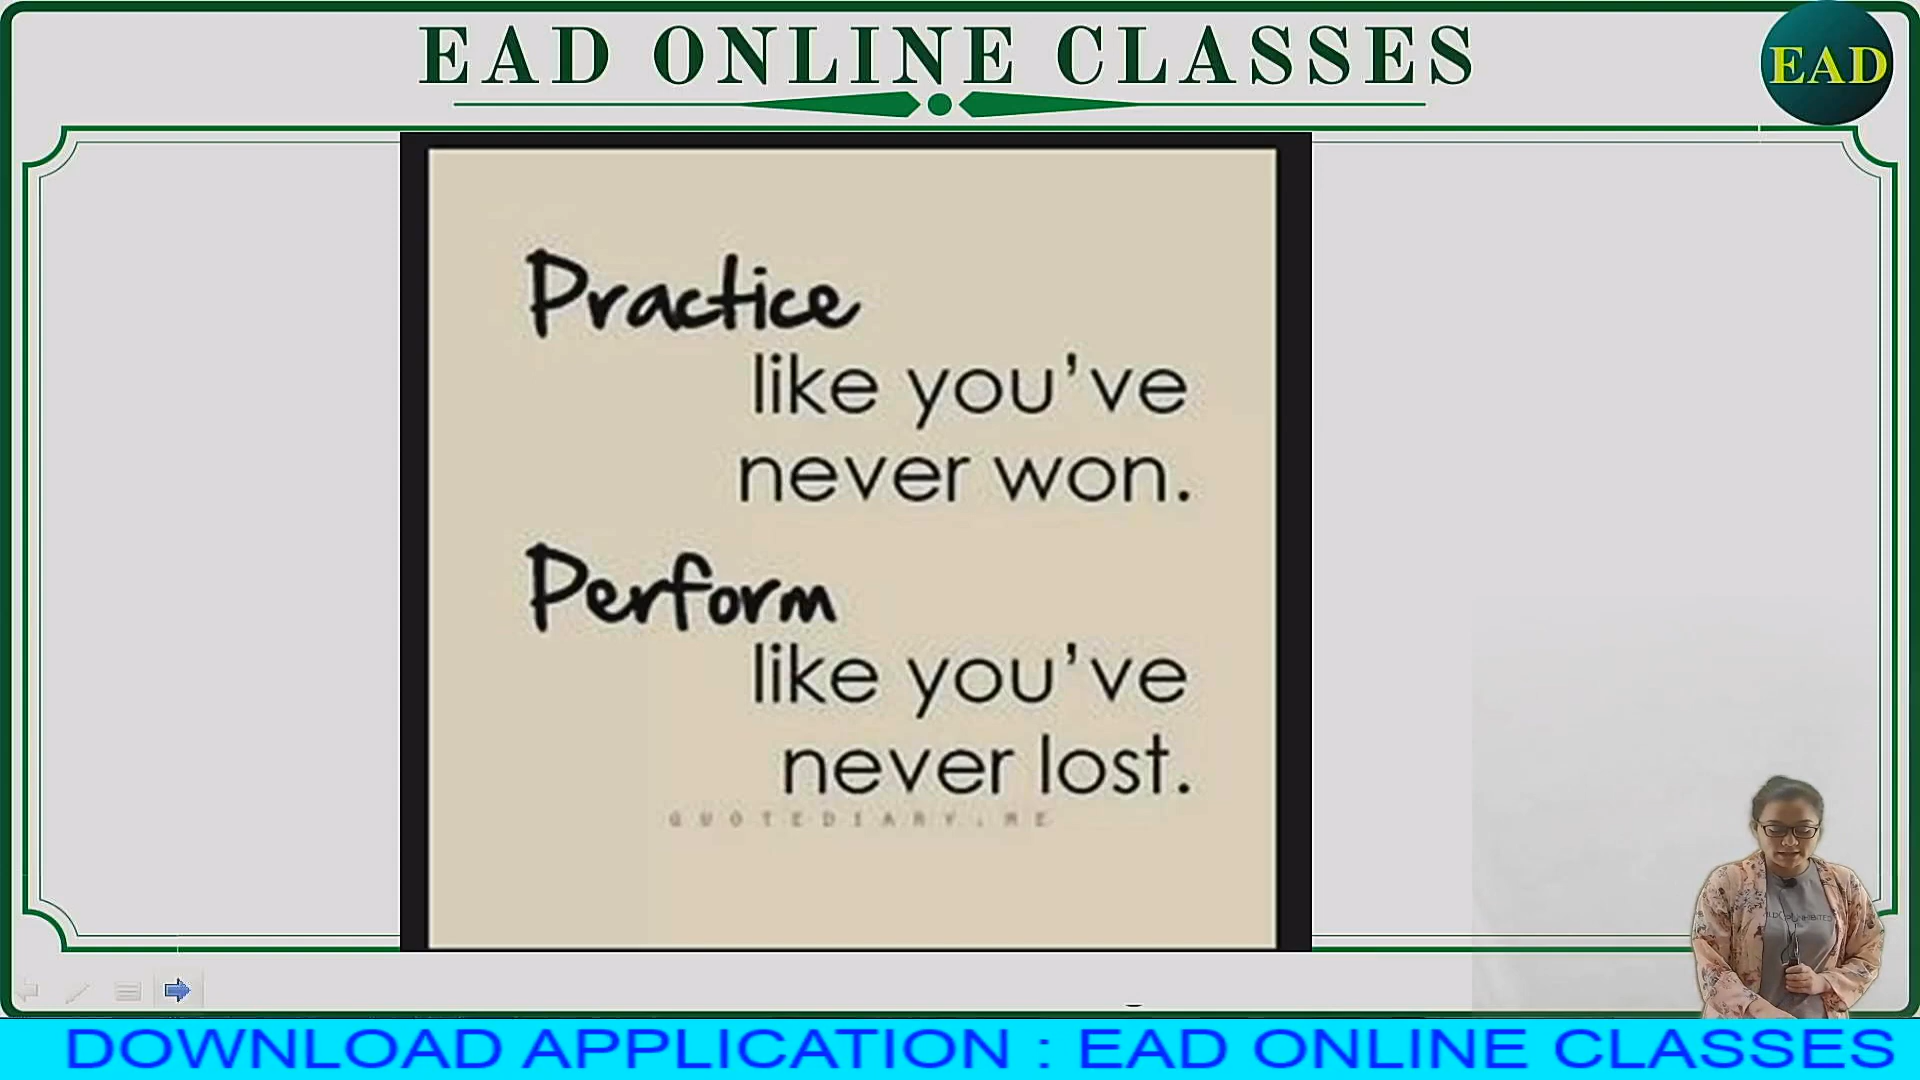 EAD ONLINE CLASSES
EAD
Practice
like you've
never won.
Perform
like you've
never lost.
QUOTEDIARY.ME
DOWNLOAD APPLICATION : EAD ONLINE CLASSES